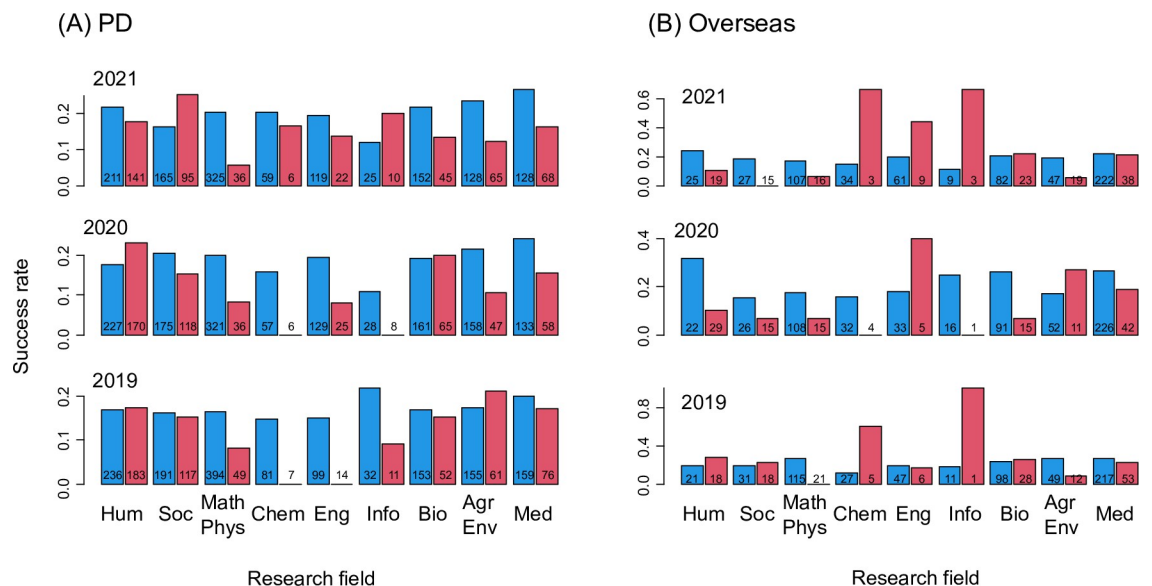 (A) PD
(B) Overseas
Success rate
2021
0.0 0.1 0.2
211 141 165 95 325 36 59 6 119 22 25 10 152 45 128 65 128 68
2020
0.0 0.1 0.2
227 170 175 118 321 36 57 6 129 25 28 8 161 65 158 47 133 58
2019
0.0 0.1 0.2
236 183 191 117 394 49 81 7 99 14 32 11 153 52 155 61 159 76
Hum Soc Math Phys Chem Eng Info Bio Agr Env Med
Research field
2021
0.0 0.2 0.4 0.6
25 19 27 15 107 16 34 3 61 9 9 3 82 23 47 19 222 38
2020
0.0 0.2 0.4
22 29 26 15 108 15 32 4 33 5 16 1 91 15 52 11 226 42
2019
0.0 0.4 0.8
21 18 31 18 115 21 27 5 47 6 11 1 98 28 49 12 217 53
Hum Soc Math Phys Chem Eng Info Bio Agr Env Med
Research field